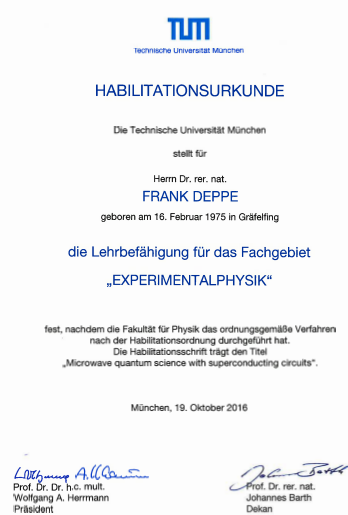 TUM
Technische Universität München
HABILITATIONSURKUNDE
Die Technische Universität München
stellt für
Herrn Dr. rer. nat.
FRANK DEPPE
geboren am 16. Februar 1975 in Gräfelfing
die Lehrbefähigung für das Fachgebiet
„EXPERIMENTALPHYSIK“
fest, nachdem die Fakultät für Physik das ordnungsgemäße Verfahren
nach der Habilitationsordnung durchgeführt hat.
Die Habilitationsschrift trägt den Titel
„Microwave quantum science with superconducting circuits“.
München, 19. Oktober 2016
Prof. Dr. Dr. h.c. mult.
Wolfgang A. Herrmann
Präsident
Prof. Dr. rer. nat.
Johannes Barth
Dekan